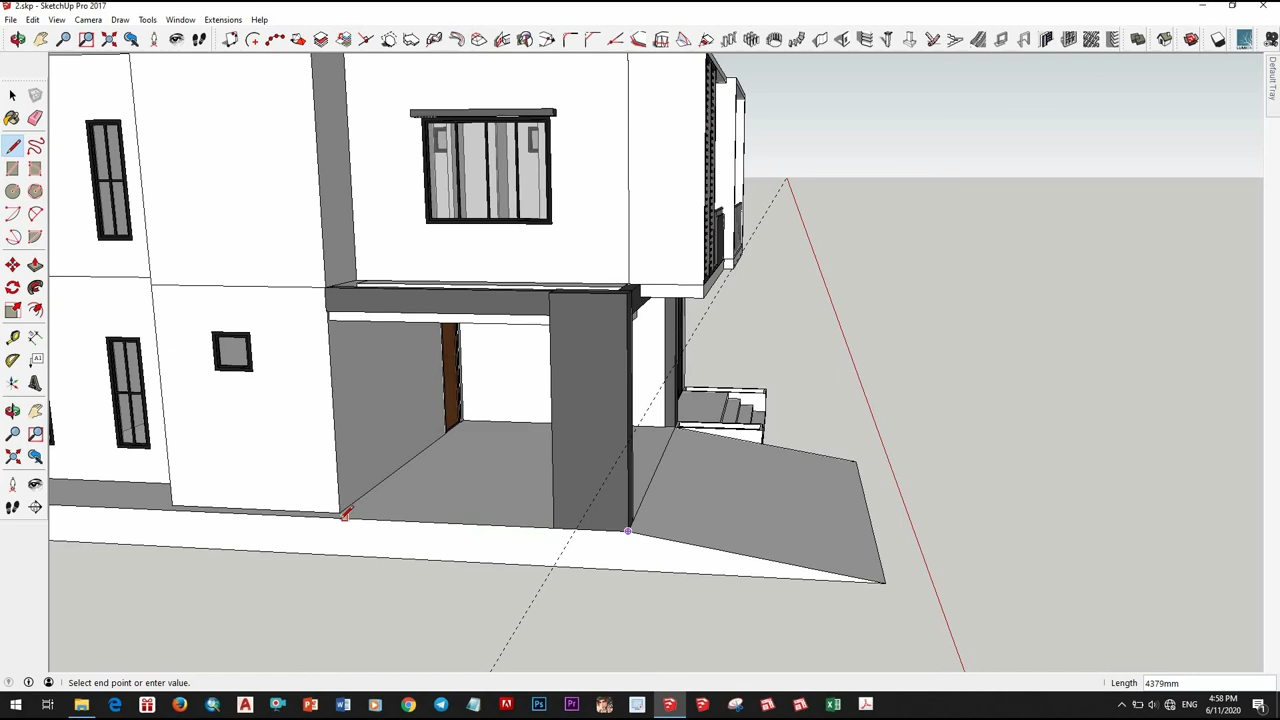 2.skp - SketchUp Pro 2017
File Edit View Camera Draw Tools Window Extensions Help
Default Tray
A1
Select end point or enter value.
Length 4379mm
ENG
4:58 PM
6/11/2020